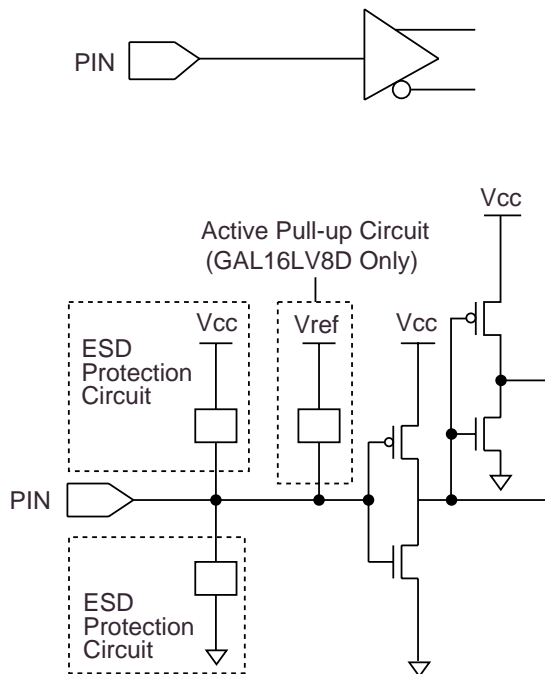 PIN
Vcc
Active Pull-up Circuit
(GAL16LV8D Only)
Vcc
Vref
Vcc
ESD
Protection
Circuit
PIN
ESD
Protection
Circuit